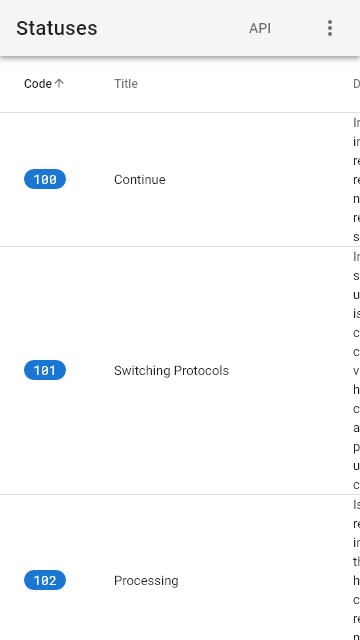 Statuses
API
Code Title
100 Continue
101 Switching Protocols
102 Processing